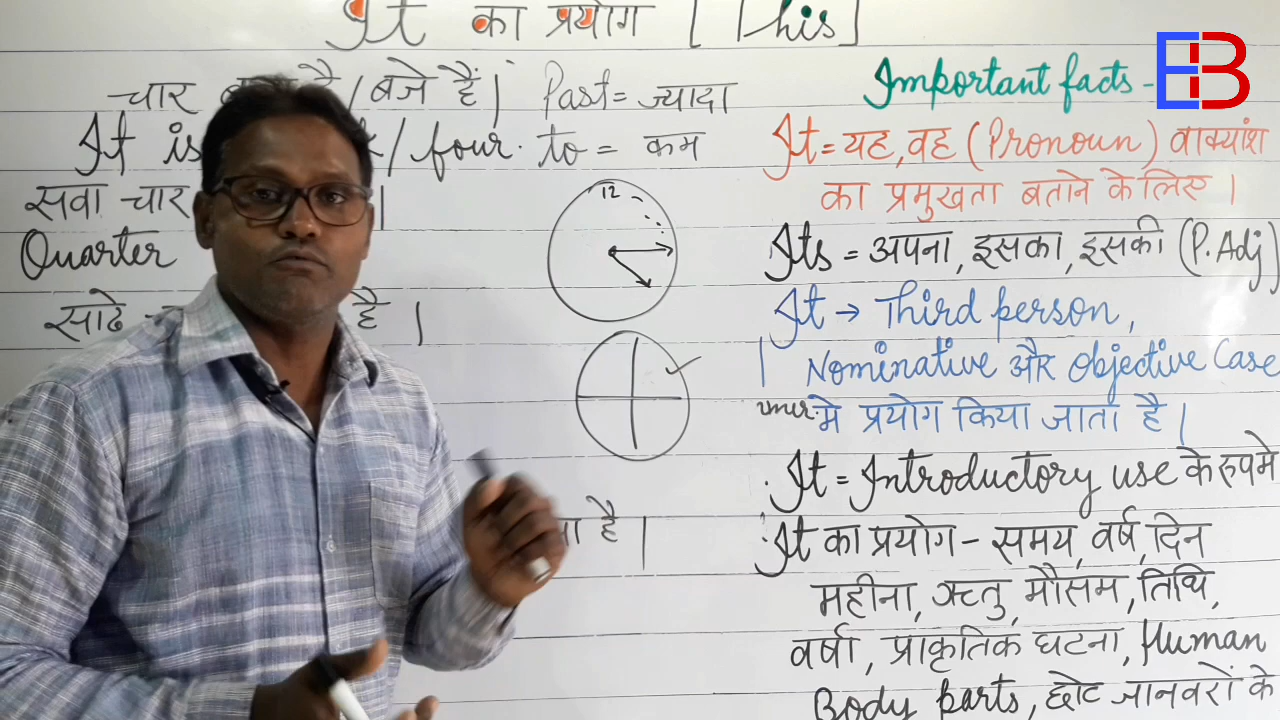 It का प्रयोग [This]
चार है/बजे हैं| Past = ज्यादा
It is / four. to = कम
सवा चार |
Quarter
साढे है |
12
है |
Important facts -
EB
It = यह, वह (Pronoun) वाक्यांश
का प्रमुखता बताने के लिए |
Its = अपना, इसका, इसकी (P. Adj)
It → Third person,
Nominative और objective Case
मे प्रयोग किया जाता है |
It = Introductory use के रुपमे
It का प्रयोग - समय, वर्ष, दिन
महीना, ऋतु, मौसम, तिथि,
वर्षा, प्राकृतिक घटना, Human
Body parts, छोट जानवरों के